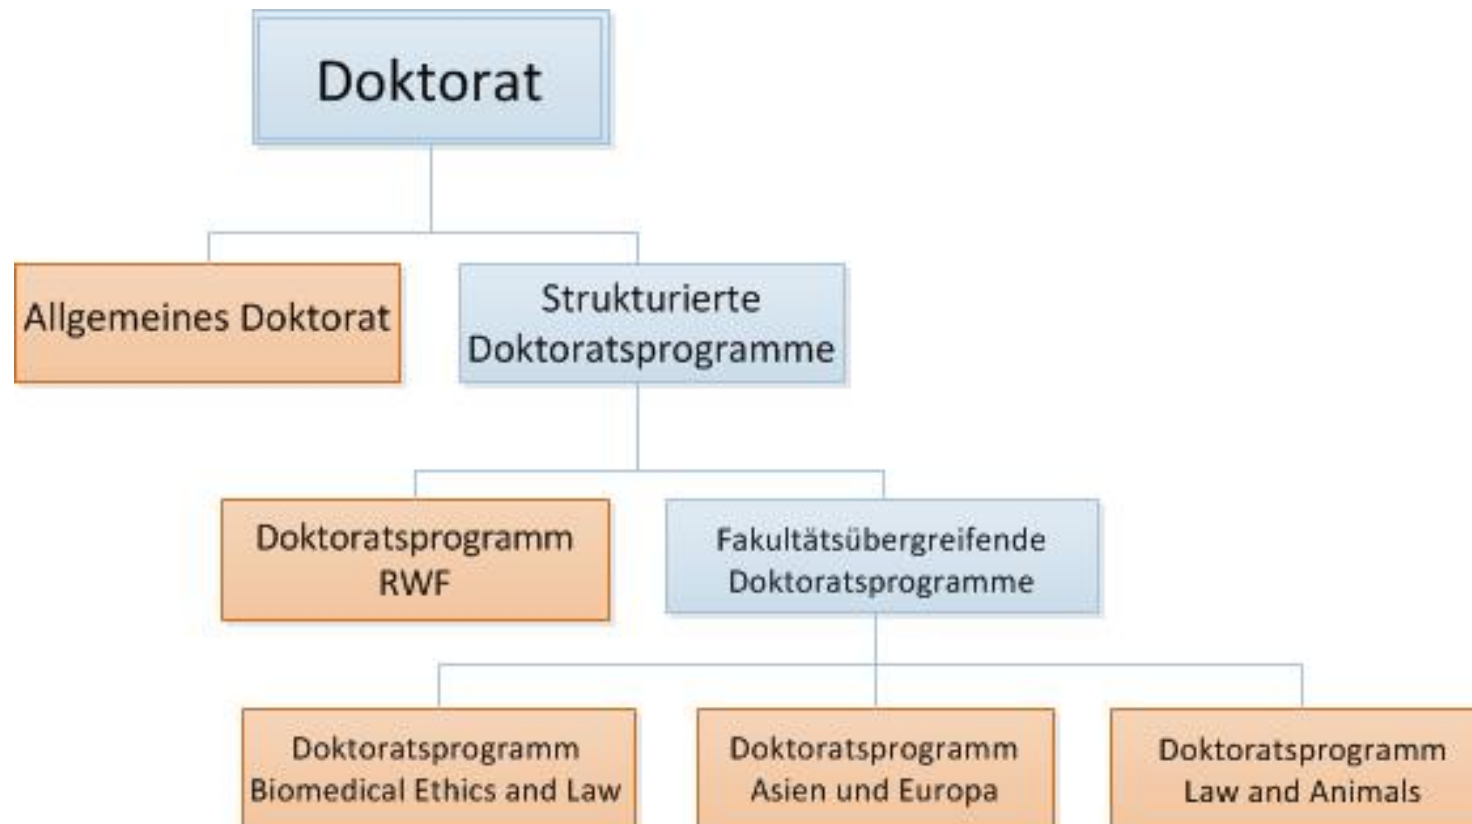 Doktorat
Allgemeines Doktorat
Strukturierte
Doktoratsprogramme
Doktoratsprogramm
RWF
Fakultätsübergreifende
Doktoratsprogramme
Doktoratsprogramm
Biomedical Ethics and Law
Doktoratsprogramm
Asien und Europa
Doktoratsprogramm
Law and Animals